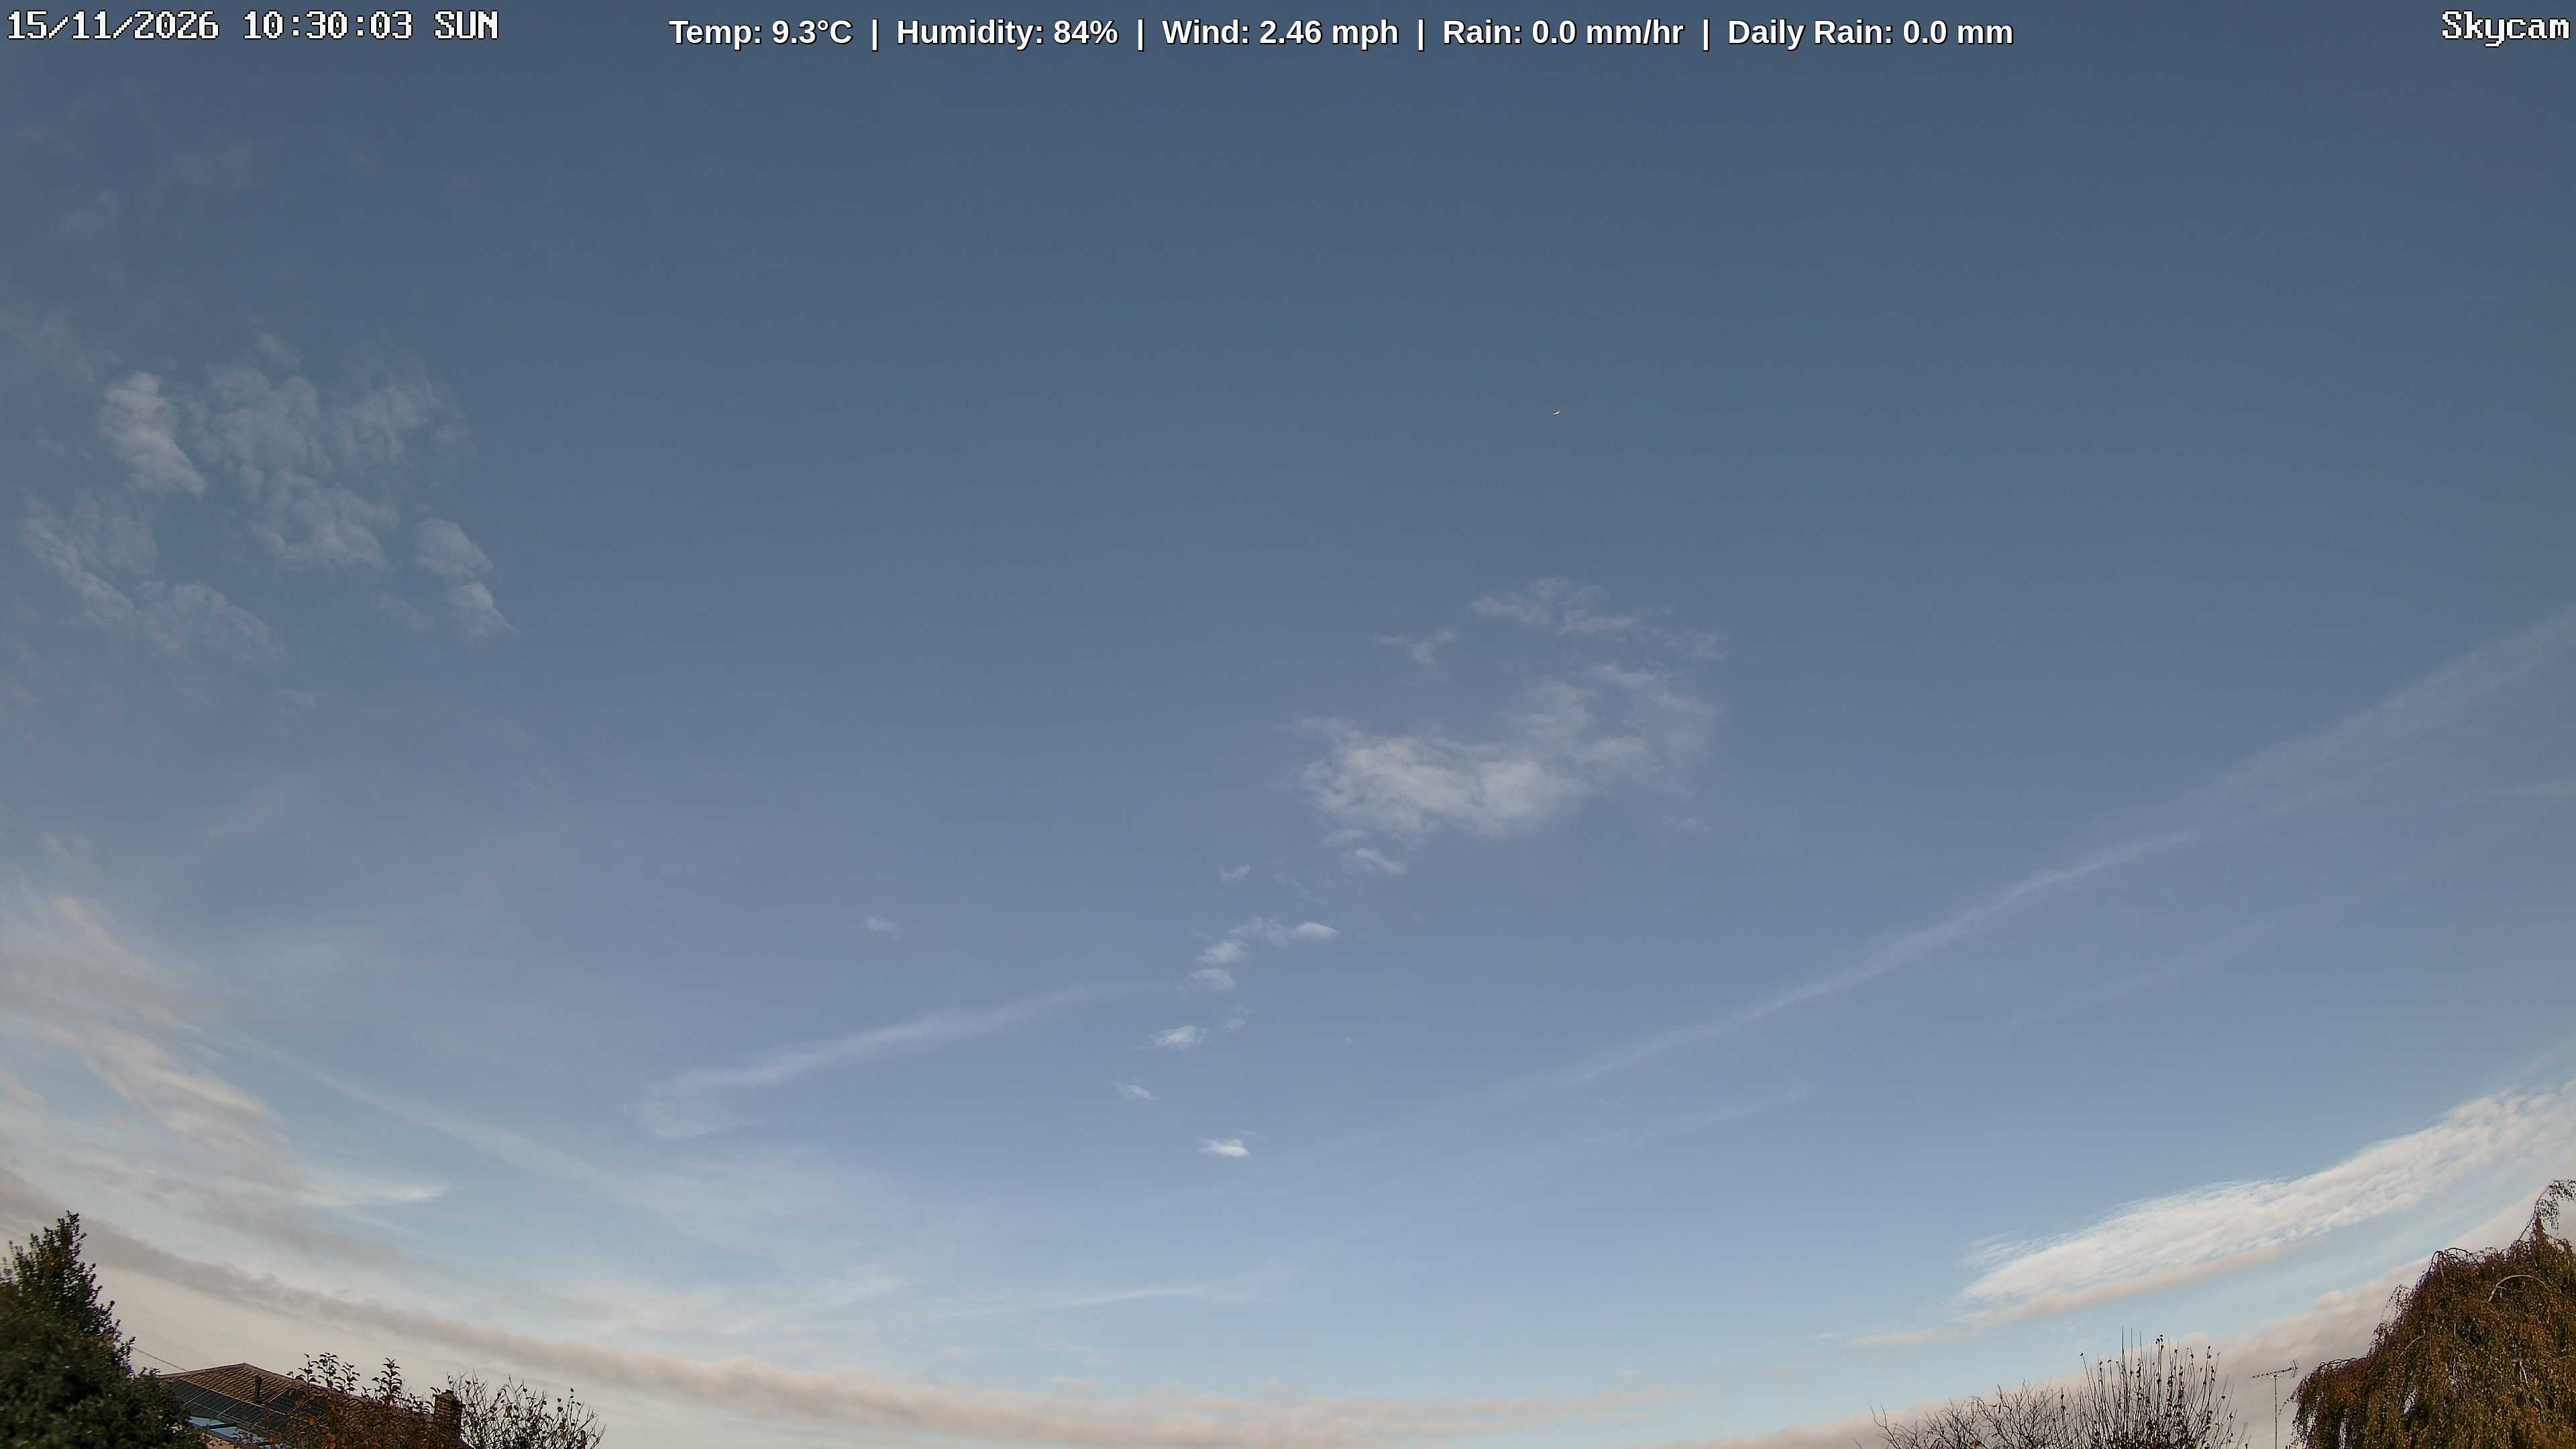 15/11/2026 10:30:03 SUN
Temp: 9.3°C | Humidity: 84% | Wind: 2.46 mph | Rain: 0.0 mm/hr | Daily Rain: 0.0 mm
Skycam